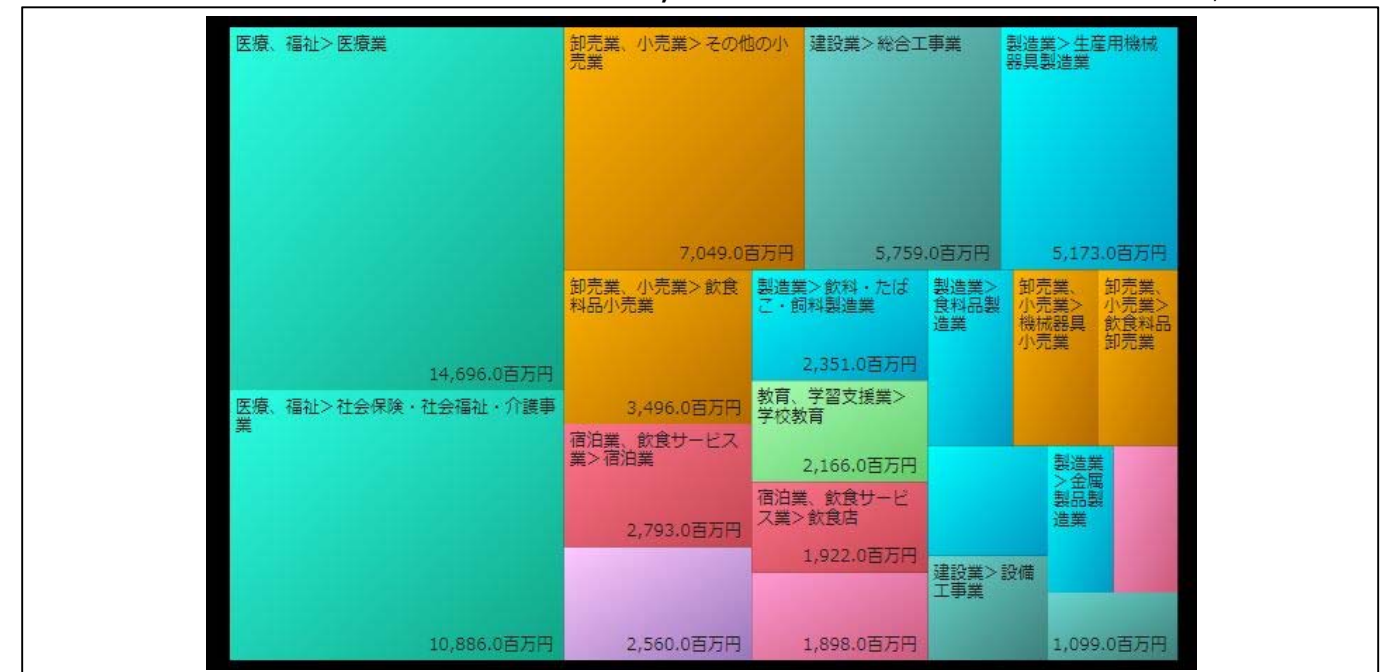 医療、福祉＞医療業
14,696.0百万円
医療、福祉＞社会保険・社会福祉・介護事
業
10,886.0百万円
卸売業、小売業＞その他の小
売業
7,049.0百万円
建設業＞総合工事業
5,759.0百万円
製造業＞生産用機械
器具製造業
5,173.0百万円
卸売業、小売業＞飲食
料品小売業
3,496.0百万円
宿泊業、飲食サービス
業＞宿泊業
2,793.0百万円
2,560.0百万円
製造業＞飲料・たば
こ・飼料製造業
2,351.0百万円
教育、学習支援業＞
学校教育
2,166.0百万円
宿泊業、飲食サービ
ス業＞飲食店
1,922.0百万円
1,898.0百万円
製造業＞
食料品製
造業
卸売業、
小売業＞
機械器具
小売業
卸売業、
小売業＞
飲食料品
卸売業
製造業
＞金属
製品製
造業
建設業＞設備
工事業
1,099.0百万円